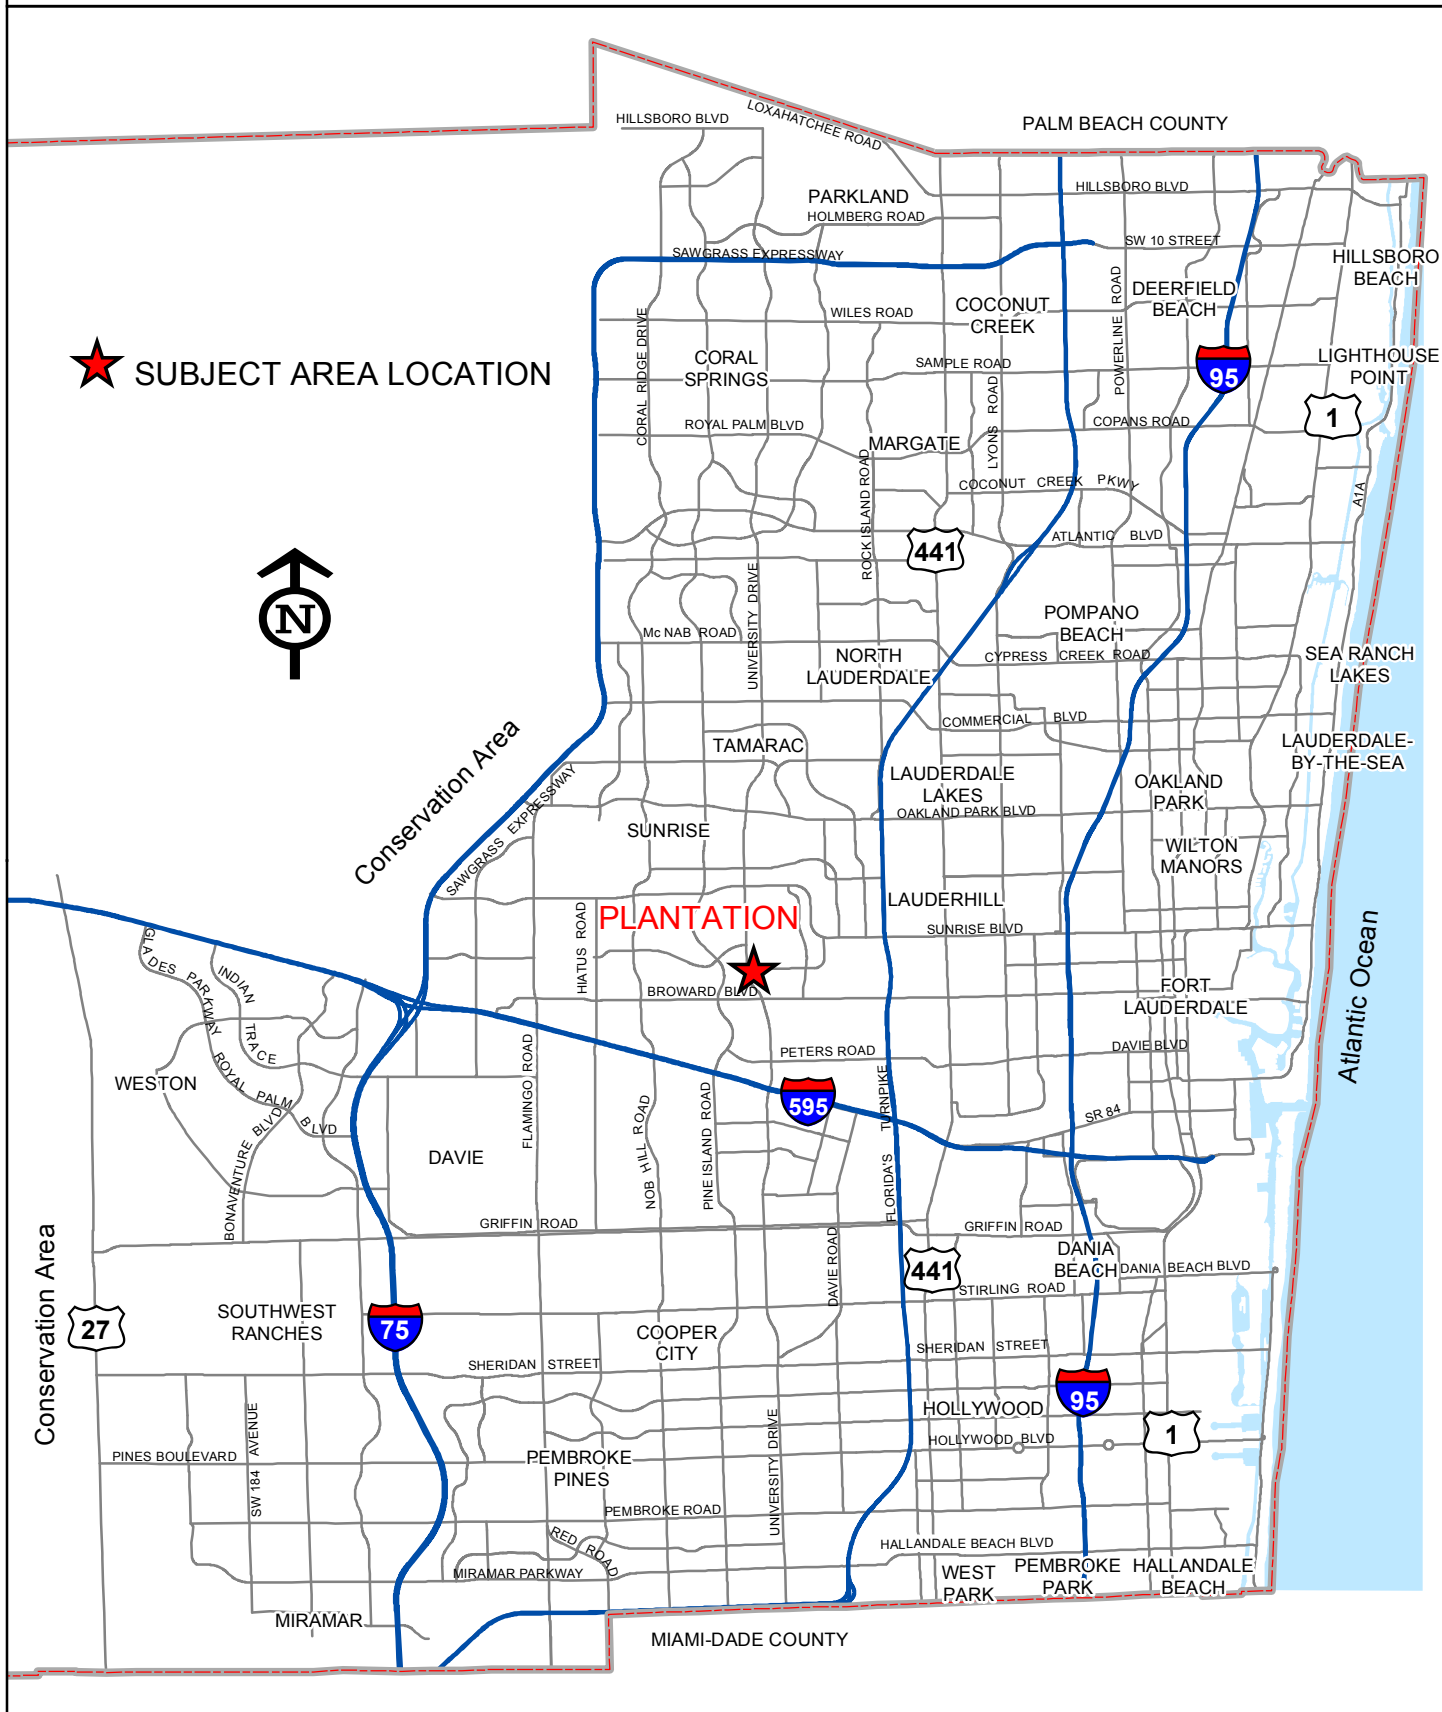 HILLSBORO BLVD
LOXAHATCHEE ROAD
PALM BEACH COUNTY
HILLSBORO BLVD
PARKLAND
HOLMBERG ROAD
SW 10 STREET
SAWGRASS EXPRESSWAY
HILLSBORO
BEACH
POWERLINE ROAD
DEERFIELD
BEACH
COCONUT
CREEK
WILES ROAD
CORAL RIDGE DRIVE
SUBJECT AREA LOCATION
CORAL
SPRINGS
SAMPLE ROAD
LIGHTHOUSE
POINT
95
1
LYONS ROAD
ROYAL PALM BLVD
COPANS ROAD
MARGATE
ROCK ISLAND ROAD
COCONUT CREEK PKWY
A1A
441
ATLANTIC BLVD
UNIVERSITY DRIVE
N
POMPANO
BEACH
Mc NAB ROAD
NORTH
LAUDERDALE
CYPRESS CREEK ROAD
SEA RANCH
LAKES
COMMERCIAL BLVD
Conservation Area
TAMARAC
LAUDERDALE-
BY-THE-SEA
LAUDERDALE
LAKES
OAKLAND
PARK
SAWGRASS EXPRESSWAY
OAKLAND PARK BLVD
SUNRISE
WILTON
MANORS
LAUDERHILL
PLANTATION
HIATUS ROAD
SUNRISE BLVD
Atlantic Ocean
GLADES PARKWAY
INDIAN TRACE
BROWARD BLVD
FORT
LAUDERDALE
FLAMINGO ROAD
PETERS ROAD
DAVIE BLVD
WESTON
ROYAL PALM BLVD
595
FLORIDA'S TURNPIKE
SR 84
BONAVENTURE BLVD
DAVIE
NOB HILL ROAD
PINE ISLAND ROAD
GRIFFIN ROAD
GRIFFIN ROAD
DAVIE ROAD
Conservation Area
441
DANIA
BEACH
DANIA BEACH BLVD
STIRLING ROAD
27
SOUTHWEST
RANCHES
75
COOPER
CITY
SHERIDAN STREET
SHERIDAN STREET
95
SW 184 AVENUE
HOLLYWOOD
1
HOLLYWOOD BLVD
UNIVERSITY DRIVE
PINES BOULEVARD
PEMBROKE
PINES
PEMBROKE ROAD
RED ROAD
HALLANDALE BEACH BLVD
MIRAMAR PARKWAY
WEST
PARK
PEMBROKE
PARK
HALLANDALE
BEACH
MIRAMAR
MIAMI-DADE COUNTY